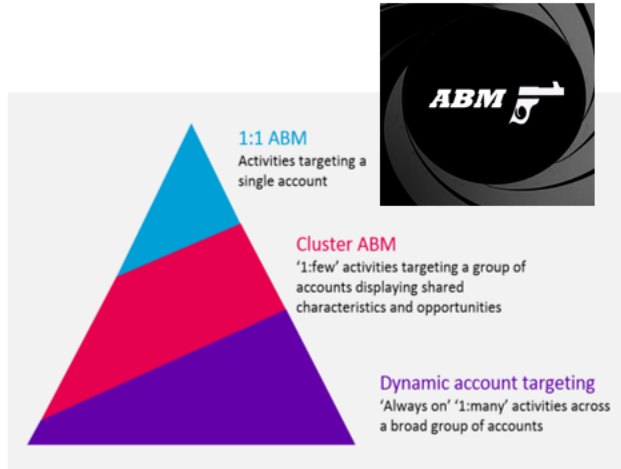 ABM
1:1 ABM
Activities targeting a
single account
Cluster ABM
‘1:few’ activities targeting a group of
accounts displaying shared
characteristics and opportunities
Dynamic account targeting
‘Always on’ ‘1:many’ activities across
a broad group of accounts